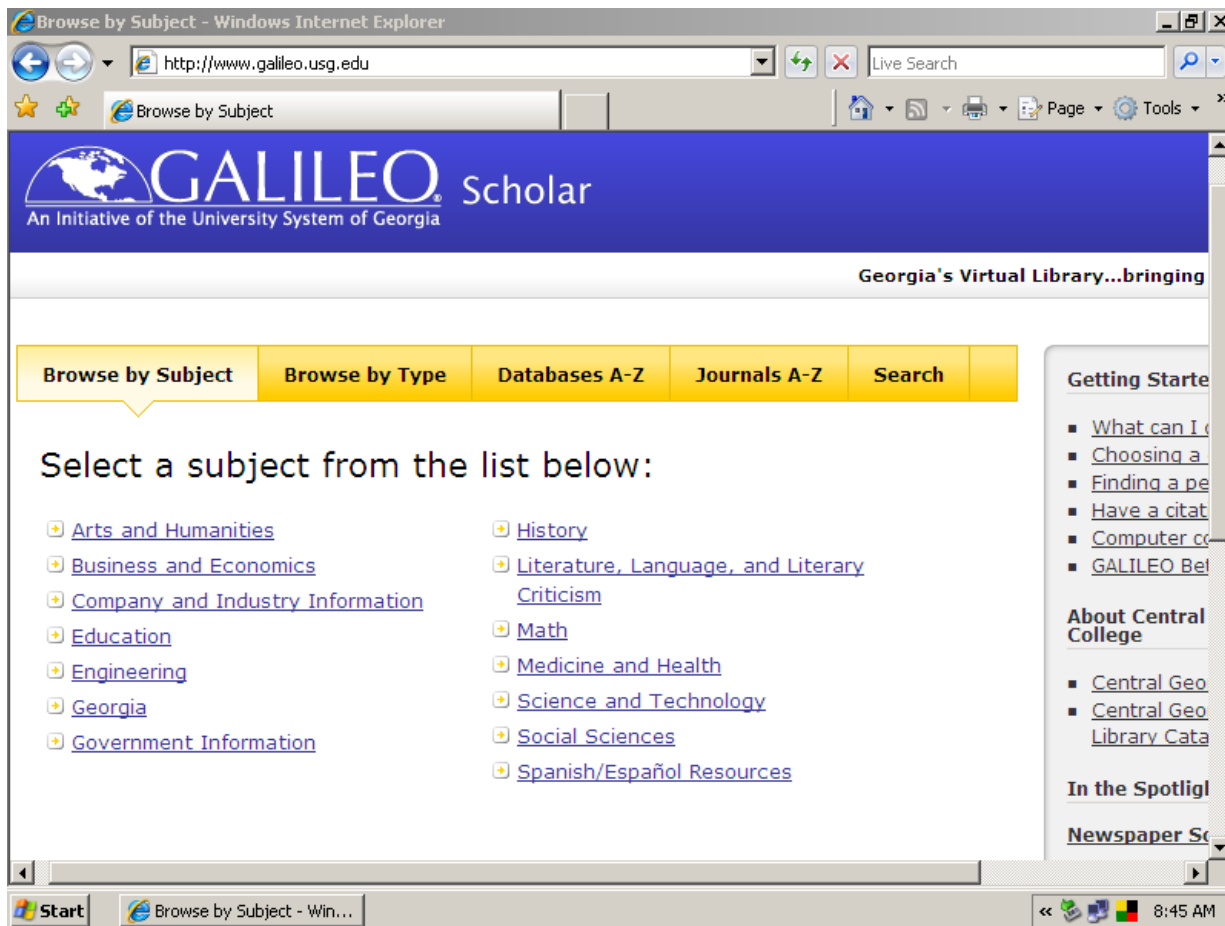 Browse by Subject - Windows Internet Explorer
http://www.galileo.usg.edu
Live Search
Browse by Subject
Page
Tools
GALILEO® Scholar
An Initiative of the University System of Georgia
Georgia's Virtual Library...bringing
Browse by Subject
Browse by Type
Databases A-Z
Journals A-Z
Search
Select a subject from the list below:
Arts and Humanities
Business and Economics
Company and Industry Information
Education
Engineering
Georgia
Government Information
History
Literature, Language, and Literary
Criticism
Math
Medicine and Health
Science and Technology
Social Sciences
Spanish/Español Resources
Getting Starte
What can I
Choosing a
Finding a pe
Have a citat
Computer
GALILEO Bet
About Central
College
Central Geo
Central Geo
Library Cata
In the Spotlig
Newspaper
Start
Browse by Subject - Win...
8:45 AM